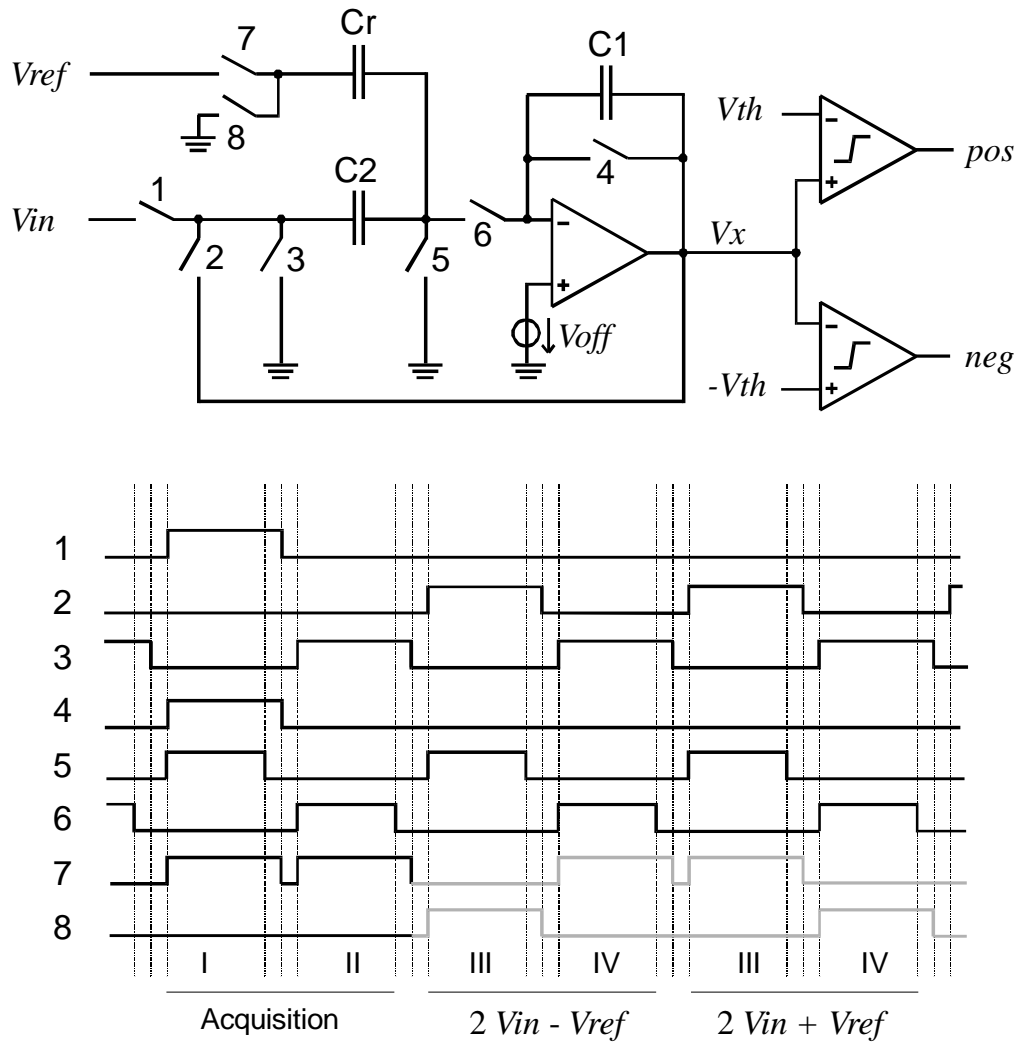 Cr
C1
7
Vref
Vth
8
pos
4
C2
1
Vin
6
Vx
2
3
5
Voff
neg
-Vth
1
2
3
4
5
6
7
8
I
II
III
IV
III
IV
Acquisition
2 Vin - Vref
2 Vin + Vref